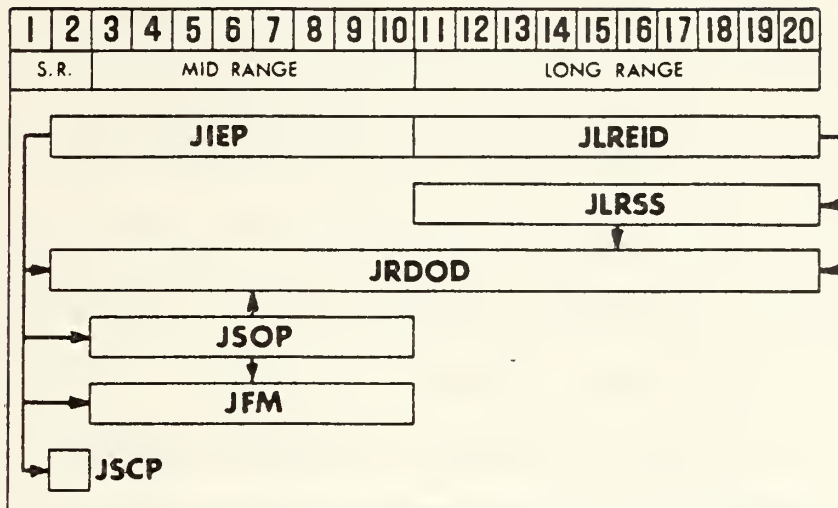 1 2 3 4 5 6 7 8 9 10 11 12 13 14 15 16 17 18 19 20
S.R. MID RANGE LONG RANGE
JIEP JLREID
JLRSS
JRDOD
JSOP
JFM
JSCP